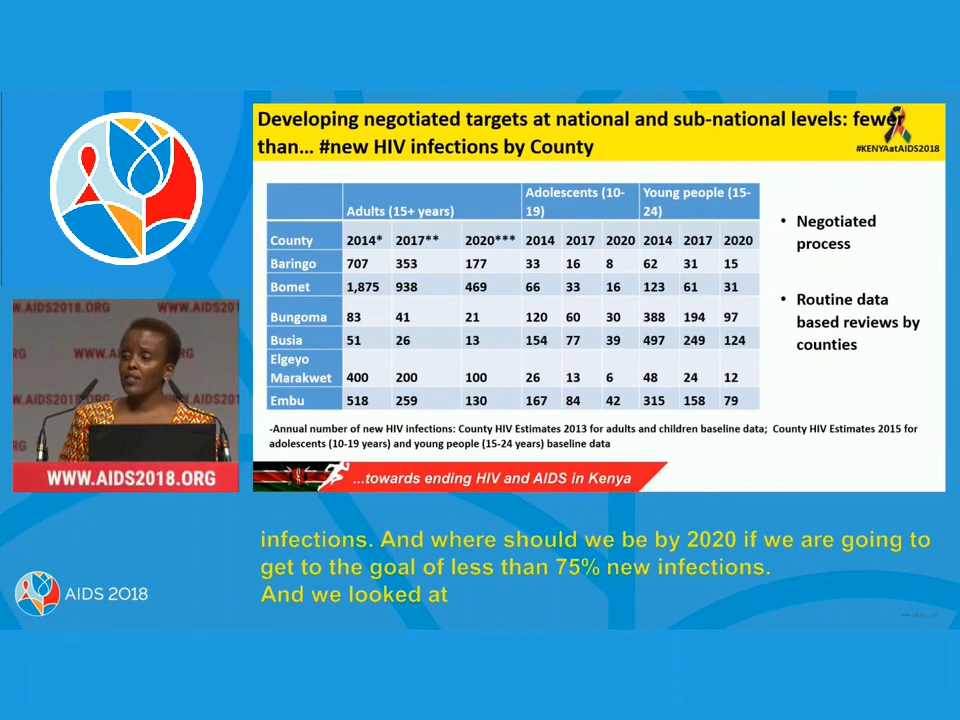 Developing negotiated targets at national and sub-national levels: fewer
than... #new HIV infections by County
#KENYAatAIDS2018
Adults (15+ years) Adolescents (10-19) Young people (15-24)
County 2014* 2017** 2020*** 2014 2017 2020 2014 2017 2020
Baringo 707 353 177 33 16 8 62 31 15
Bomet 1,875 938 469 66 33 16 123 61 31
Bungoma 83 41 21 120 60 30 388 194 97
Busia 51 26 13 154 77 39 497 249 124
Elgeyo
Marakwet 400 200 100 26 13 6 48 24 12
Embu 518 259 130 167 84 42 315 158 79
• Negotiated
process
• Routine data
based reviews by
counties
-Annual number of new HIV infections: County HIV Estimates 2013 for adults and children baseline data; County HIV Estimates 2015 for
adolescents (10-19 years) and young people (15-24 years) baseline data
...towards ending HIV and AIDS in Kenya
WWW.AIDS2018.ORG
WWW.AIDS2018.ORG
infections. And where should we be by 2020 if we are going to
get to the goal of less than 75% new infections.
And we looked at
AIDS 2018